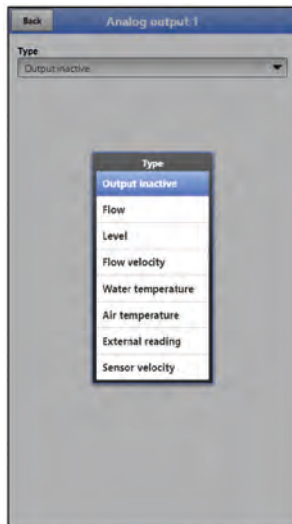 Back
Analog output:1
Type
Output inactive
Type
Output inactive
Flow
Level
Flow velocity
Water temperature
Air temperature
External reading
Sensor velocity